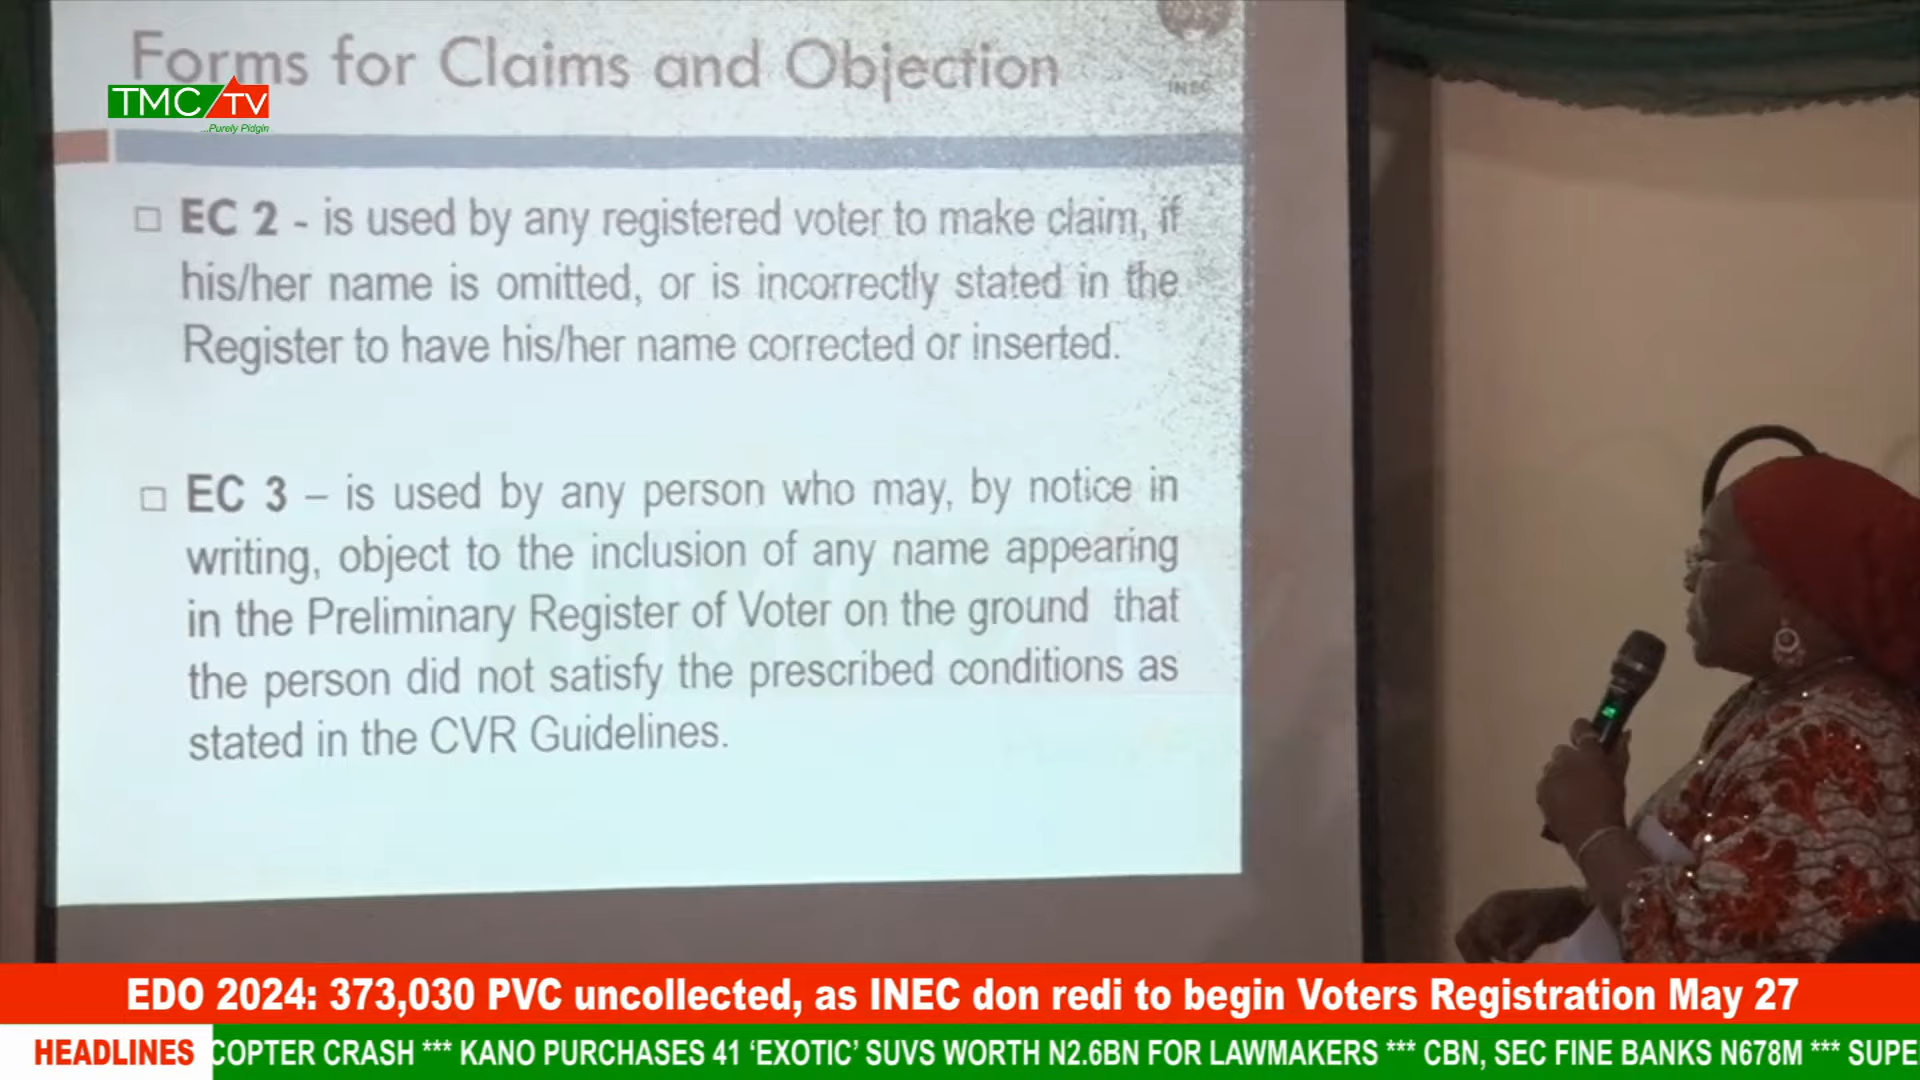 Forms for Claims and Objection
INEC
TMC TV
...Purely Pidgin
EC 2 - is used by any registered voter to make claim, if
his/her name is omitted, or is incorrectly stated in the
Register to have his/her name corrected or inserted.
EC 3 – is used by any person who may, by notice in
writing, object to the inclusion of any name appearing
in the Preliminary Register of Voter on the ground that
the person did not satisfy the prescribed conditions as
stated in the CVR Guidelines.
TMC TV
EDO 2024: 373,030 PVC uncollected, as INEC don redi to begin Voters Registration May 27
HEADLINES
COPTER CRASH *** KANO PURCHASES 41 ‘EXOTIC’ SUVS WORTH N2.6BN FOR LAWMAKERS *** CBN, SEC FINE BANKS N678M *** SUPE